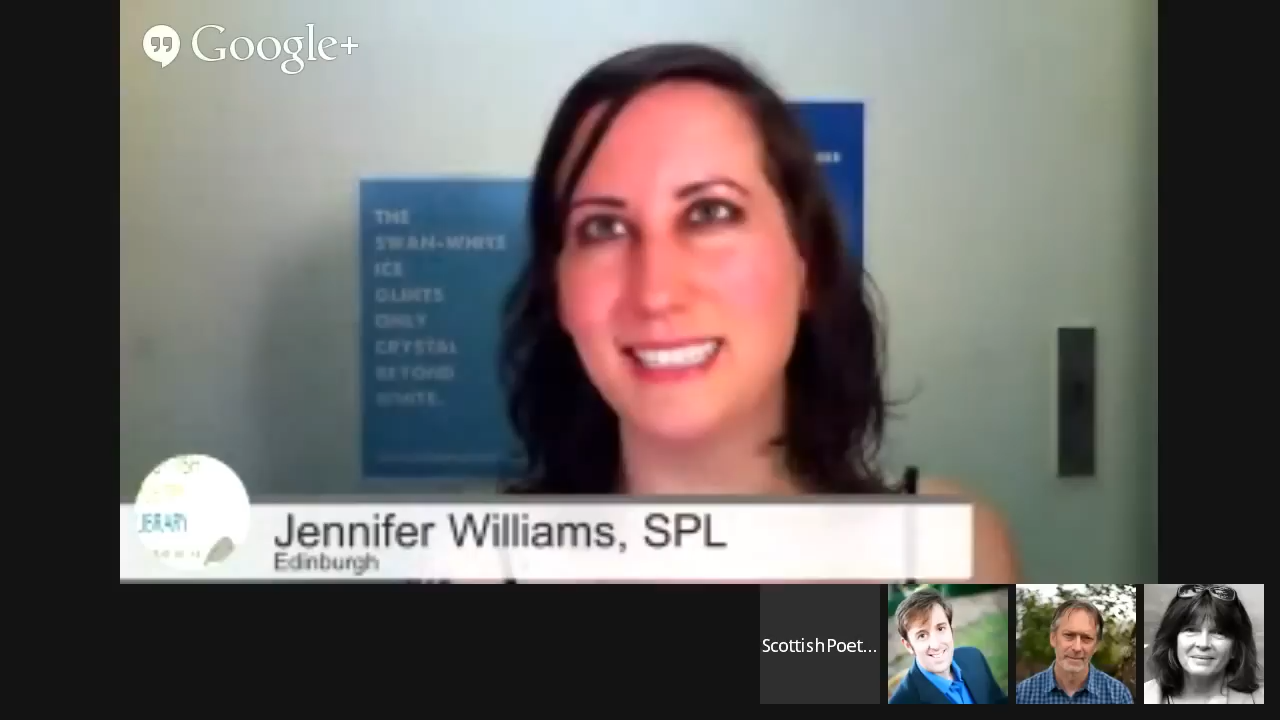 Google+
THE
SWAN-WHITE
ICE
GLINTS
ONLY
CRYSTAL
BEYOND
WHITE.
Jennifer Williams, SPL
Edinburgh
ScottishPoet...